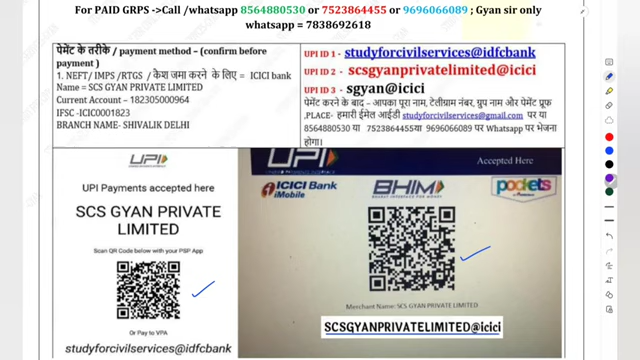 For PAID GRPS ->Call /whatsapp 8564880530 or 7523864455 or 9696066089 ; Gyan sir only
whatsapp = 7838692618
पेमेंट के तरीके / payment method – (confirm before
payment )
1. NEFT/ IMPS /RTGS / कैश जमा करने के लिए = ICICI bank
Name = SCS GYAN PRIVATE LIMITED
Current Account – 182305000964
IFSC -ICIC0001823
BRANCH NAME- SHIVALIK DELHI
UPI ID 1 - studyforcivilservices@idfcbank
UPI ID 2 - scsgyanprivatelimited@icici
UPI ID 3 - sgyan@icici
पेमेंट करने के बाद – आपका पूरा नाम, टेलीग्राम नंबर, ग्रुप नाम और पेमेंट प्रूफ
,PLACE- हमारी ईमेल आईडी studyforcivilservices@gmail.com पर या
8564880530 या 7523864455या 9696066089 पर Whatsapp पर भेजना
होगा।
UPI
UPI Payments accepted here
SCS GYAN PRIVATE
LIMITED
Scan QR Code below with your PSP App
Or Pay to VPA
studyforcivilservices@idfcbank
UPI
Accepted Here
ICICI Bank
iMobile
BHIM
BHARAT INTERFACE FOR MONEY
pockets
Merchant Name: SCS GYAN PRIVATE LIMITED
SCSGYANPRIVATELIMITED@icici